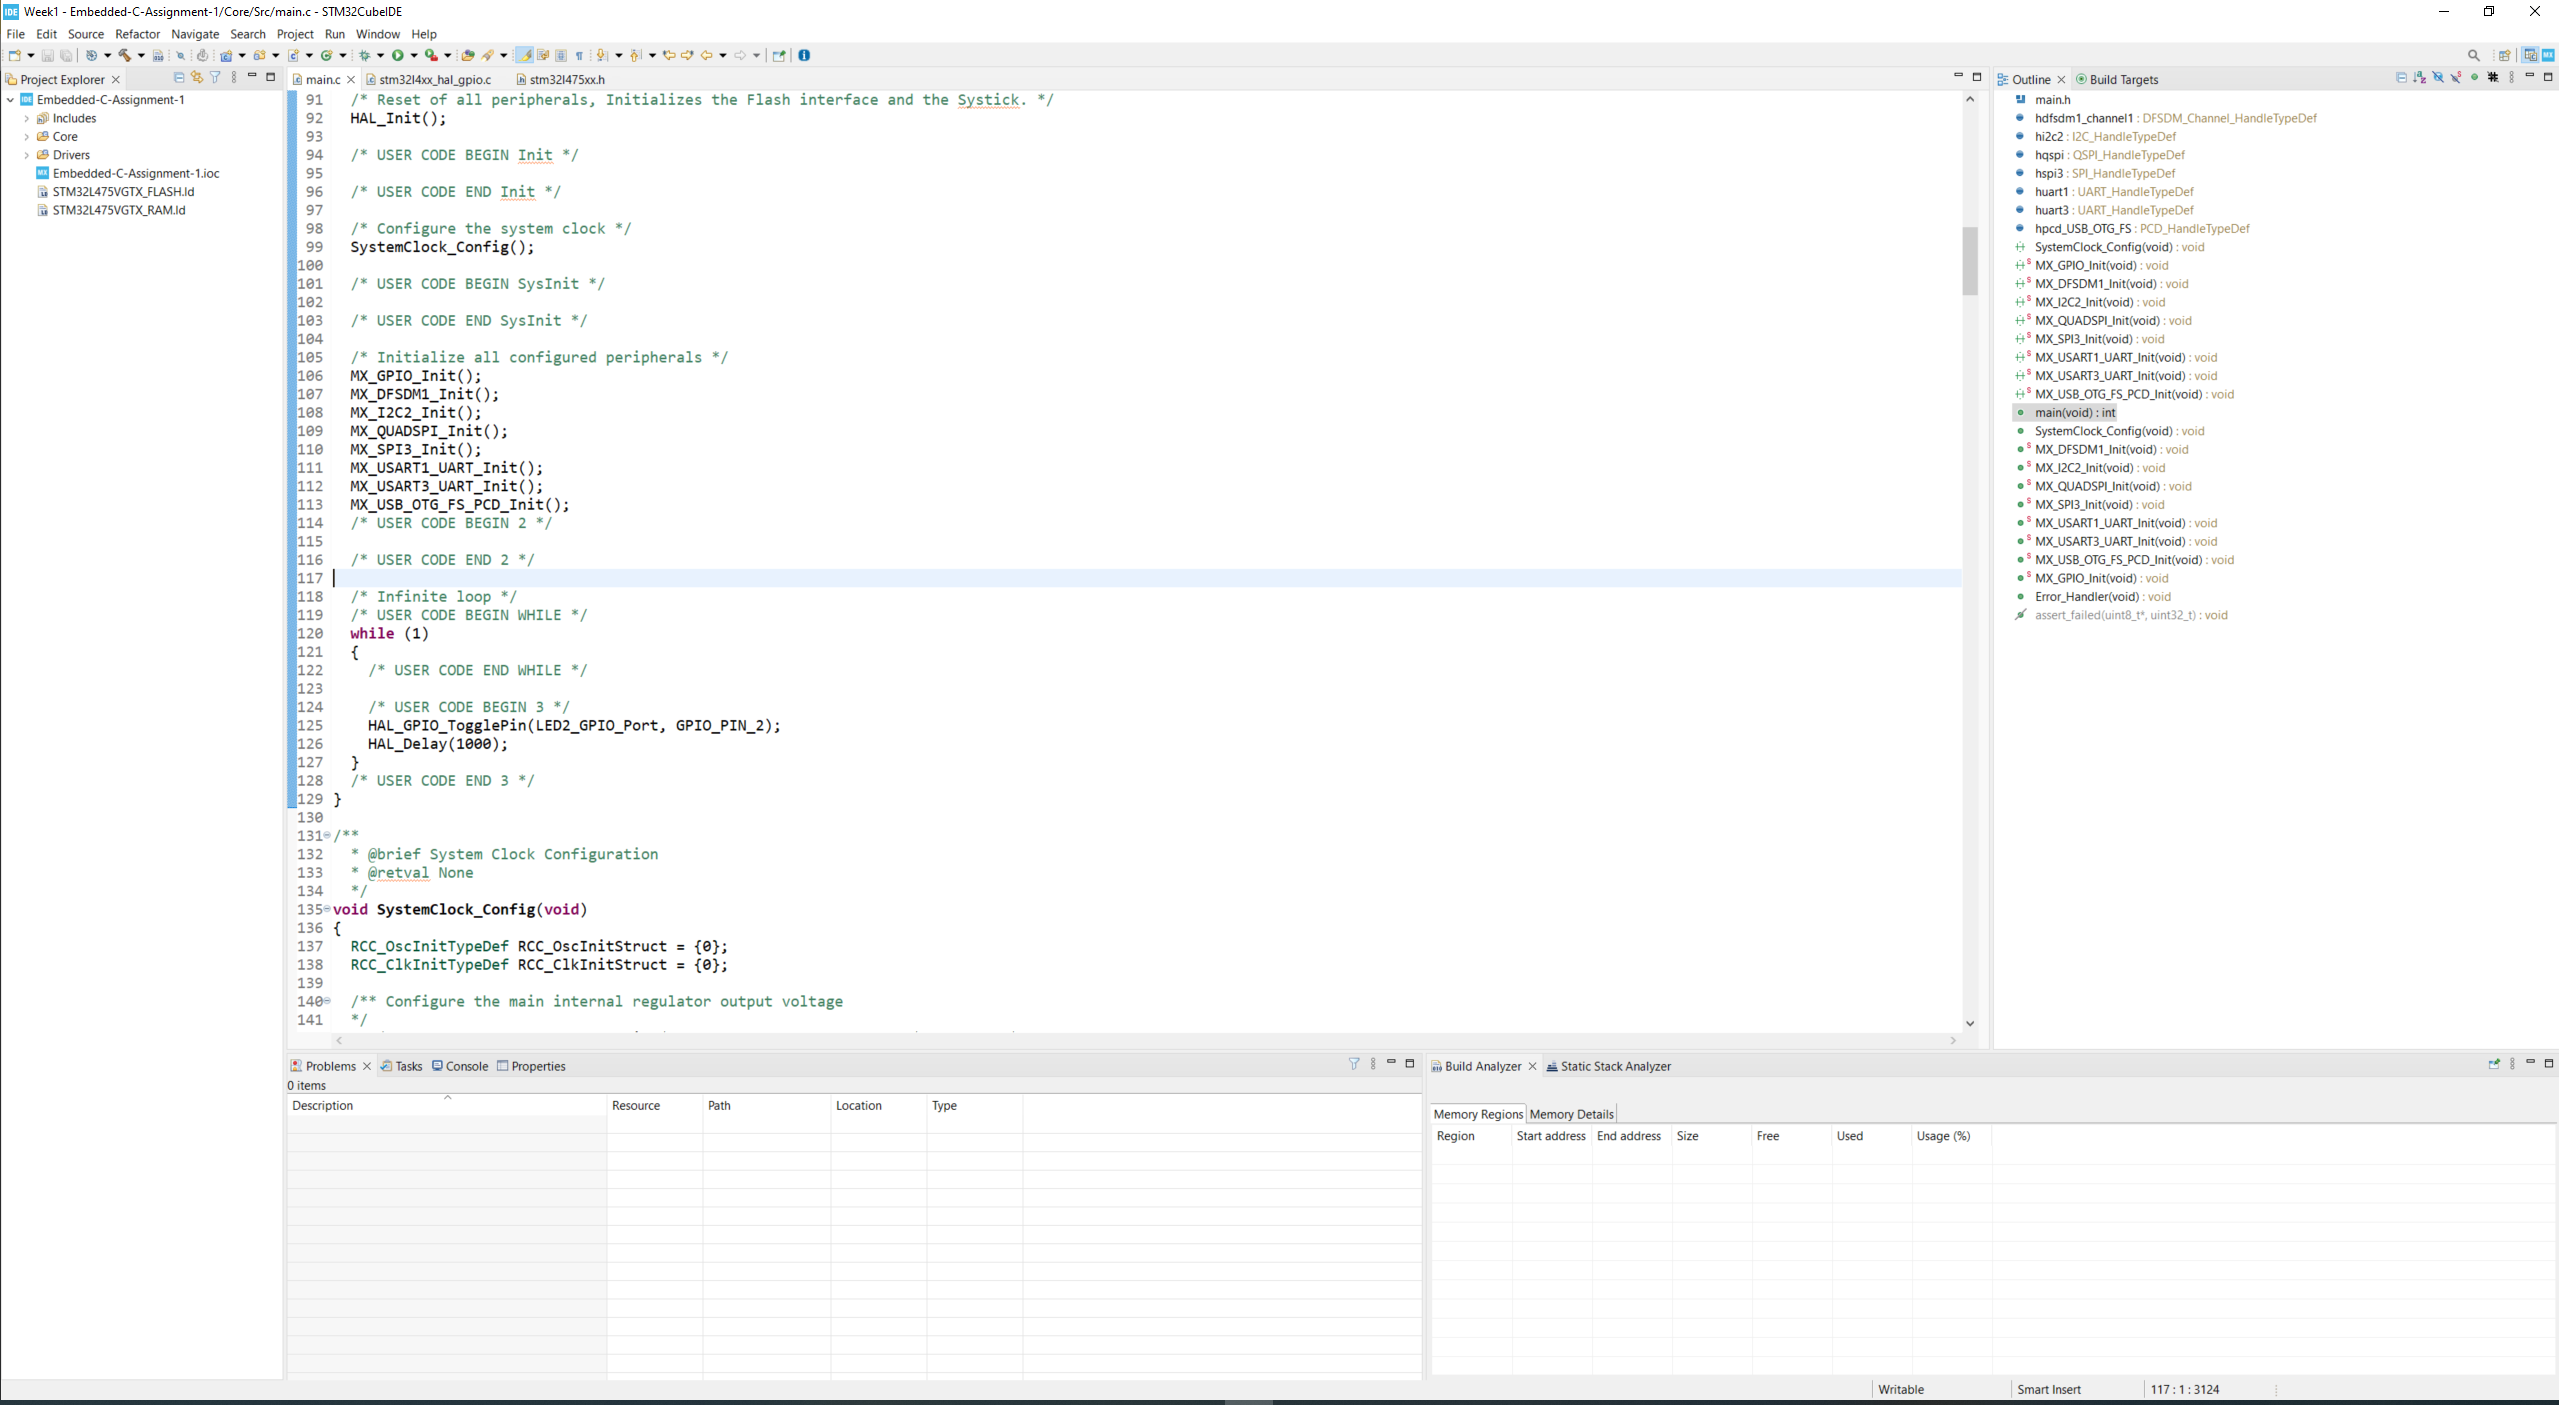 IDE Week1 - Embedded-C-Assignment-1/Core/Src/main.c - STM32CubeIDE
File Edit Source Refactor Navigate Search Project Run Window Help
Project Explorer
Embedded-C-Assignment-1
Includes
Core
Drivers
Embedded-C-Assignment-1.ioc
STM32L475VGTX_FLASH.ld
STM32L475VGTX_RAM.ld
main.c stm32l4xx_hal_gpio.c stm32l475xx.h
91 /* Reset of all peripherals, Initializes the Flash interface and the Systick. */
92 HAL_Init();
93
94 /* USER CODE BEGIN Init */
95
96 /* USER CODE END Init */
97
98 /* Configure the system clock */
99 SystemClock_Config();
100
101 /* USER CODE BEGIN SysInit */
102
103 /* USER CODE END SysInit */
104
105 /* Initialize all configured peripherals */
106 MX_GPIO_Init();
107 MX_DFSDM1_Init();
108 MX_I2C2_Init();
109 MX_QUADSPI_Init();
110 MX_SPI3_Init();
111 MX_USART1_UART_Init();
112 MX_USART3_UART_Init();
113 MX_USB_OTG_FS_PCD_Init();
114 /* USER CODE BEGIN 2 */
115
116 /* USER CODE END 2 */
117
118 /* Infinite loop */
119 /* USER CODE BEGIN WHILE */
120 while (1)
121 {
122 /* USER CODE END WHILE */
123
124 /* USER CODE BEGIN 3 */
125 HAL_GPIO_TogglePin(LED2_GPIO_Port, GPIO_PIN_2);
126 HAL_Delay(1000);
127 }
128 /* USER CODE END 3 */
129 }
130
131 /**
132 * @brief System Clock Configuration
133 * @retval None
134 */
135 void SystemClock_Config(void)
136 {
137 RCC_OscInitTypeDef RCC_OscInitStruct = {0};
138 RCC_ClkInitTypeDef RCC_ClkInitStruct = {0};
139
140 /** Configure the main internal regulator output voltage
141 */
Outline Build Targets
main.h
hdfsdm1_channel1 : DFSDM_Channel_HandleTypeDef
hi2c2 : I2C_HandleTypeDef
hqspi : QSPI_HandleTypeDef
hspi3 : SPI_HandleTypeDef
huart1 : UART_HandleTypeDef
huart3 : UART_HandleTypeDef
hpcd_USB_OTG_FS : PCD_HandleTypeDef
SystemClock_Config(void) : void
MX_GPIO_Init(void) : void
MX_DFSDM1_Init(void) : void
MX_I2C2_Init(void) : void
MX_QUADSPI_Init(void) : void
MX_SPI3_Init(void) : void
MX_USART1_UART_Init(void) : void
MX_USART3_UART_Init(void) : void
MX_USB_OTG_FS_PCD_Init(void) : void
main(void) : int
SystemClock_Config(void) : void
MX_DFSDM1_Init(void) : void
MX_I2C2_Init(void) : void
MX_QUADSPI_Init(void) : void
MX_SPI3_Init(void) : void
MX_USART1_UART_Init(void) : void
MX_USART3_UART_Init(void) : void
MX_USB_OTG_FS_PCD_Init(void) : void
MX_GPIO_Init(void) : void
Error_Handler(void) : void
assert_failed(uint8_t*, uint32_t) : void
Problems Tasks Console Properties
0 items
Description Resource Path Location Type
Build Analyzer Static Stack Analyzer
Memory Regions Memory Details
Region Start address End address Size Free Used Usage (%)
Writable Smart Insert 117 : 1 : 3124